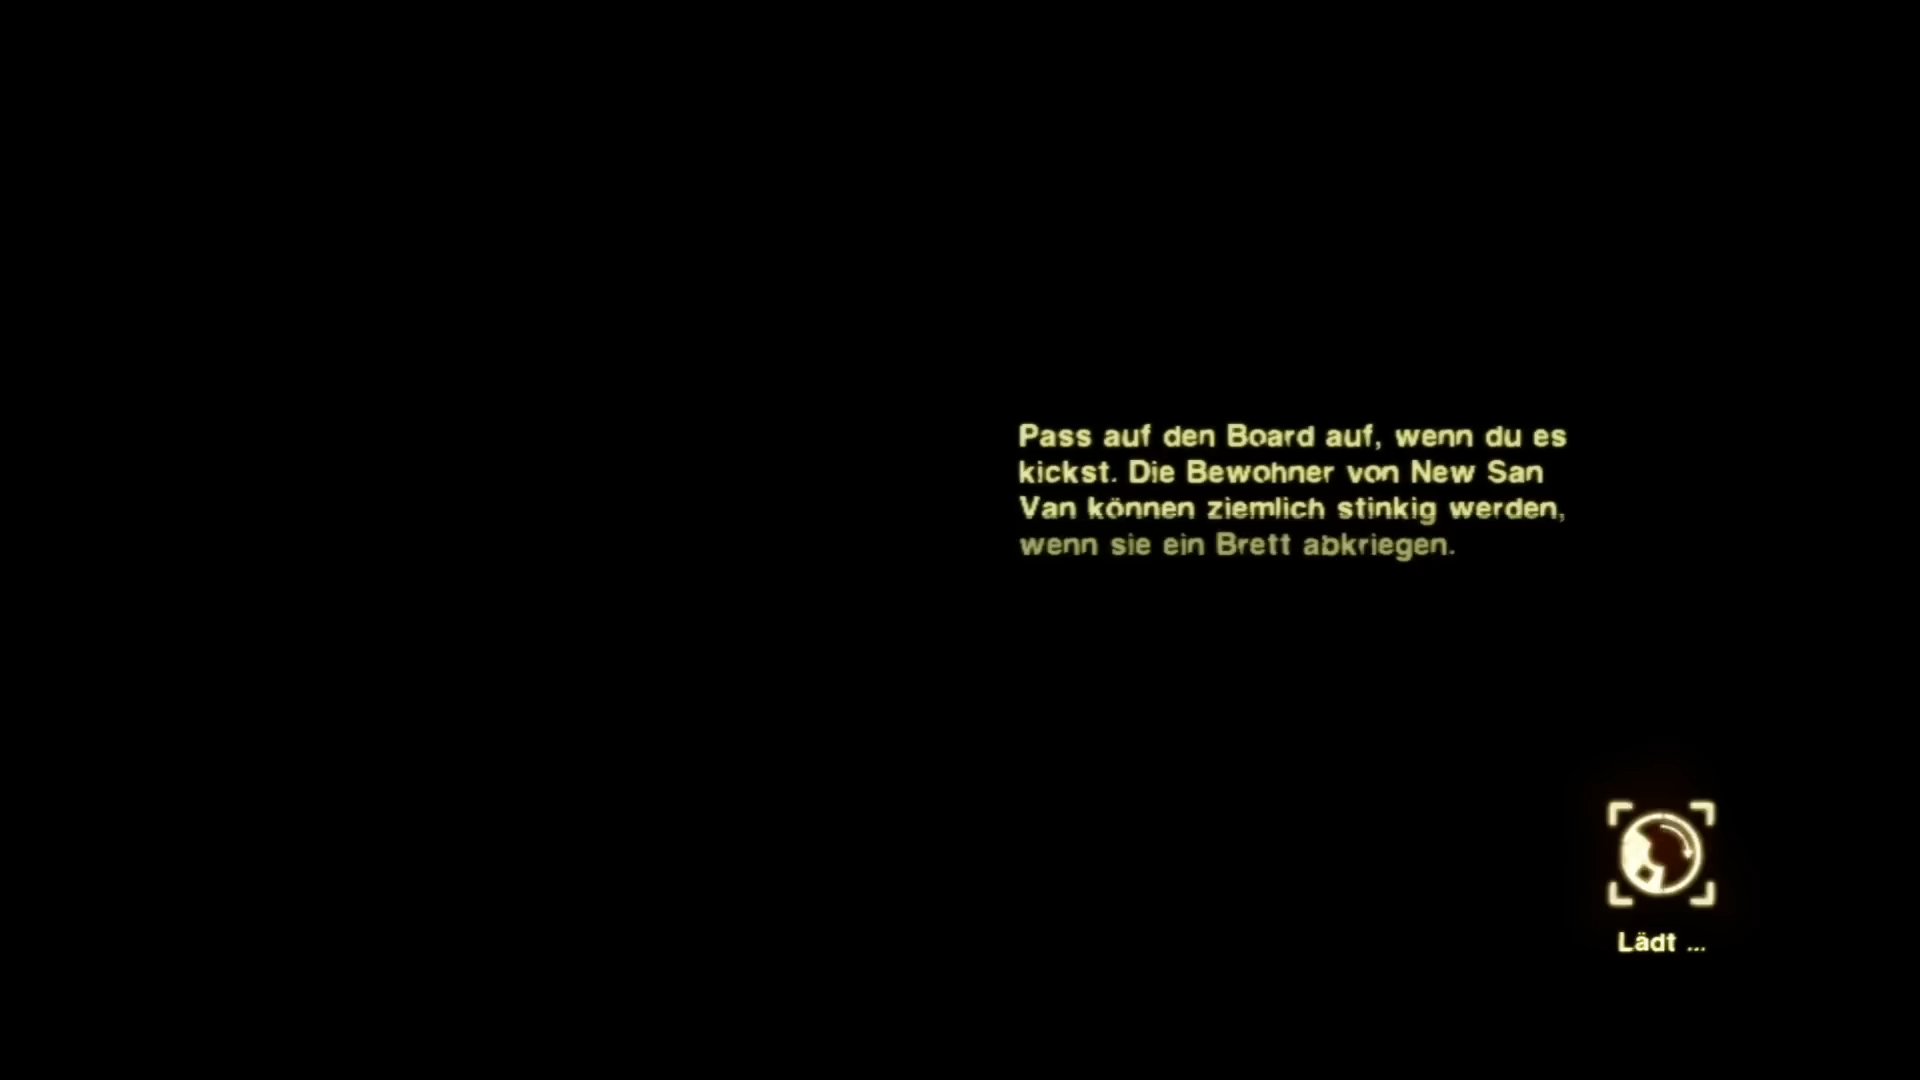 Pass auf den Board auf, wenn du es
kickst. Die Bewohner von New San
Van können ziemlich stinkig werden,
wenn sie ein Brett abkriegen.
Lädt ...